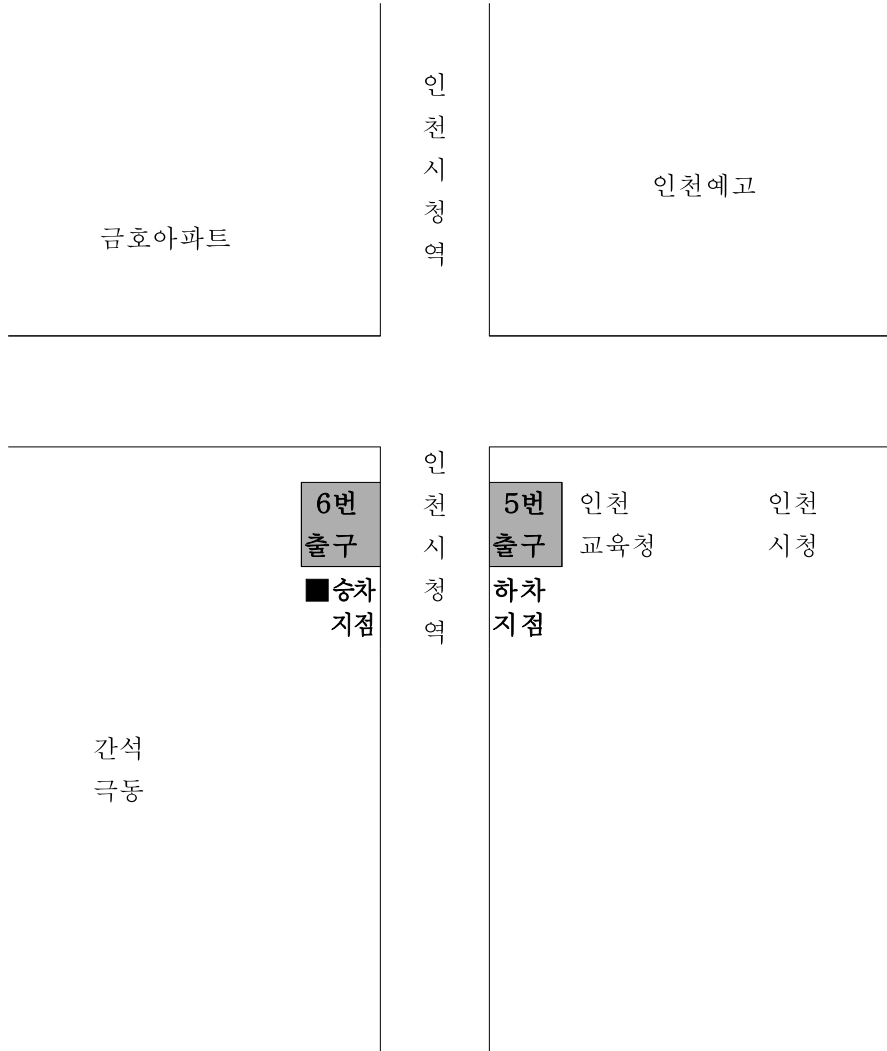 인천시청역
금호아파트
인천예고
인천시청역
6번
출구
■승차
지점
5번
출구
하차
지점
인천
교육청
인천
시청
간석
극동